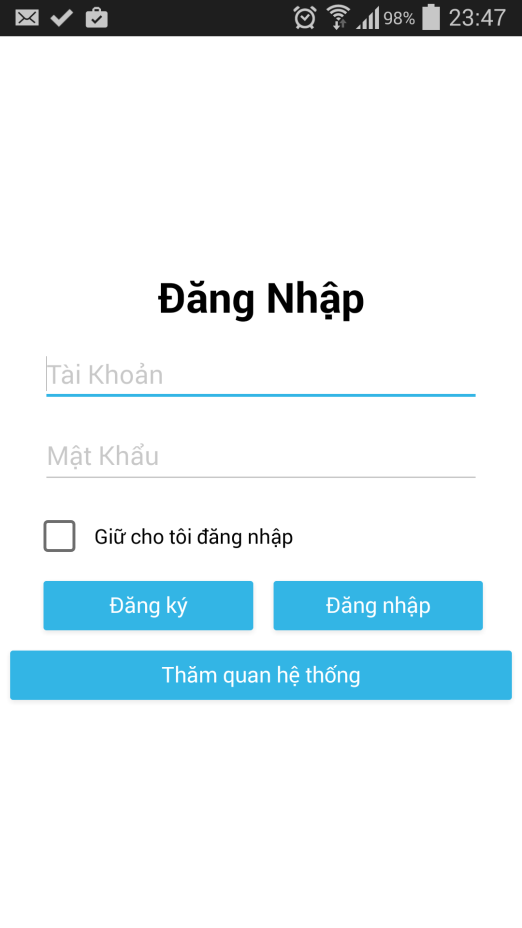 98% 23:47
Đăng Nhập
Tài Khoản
Mật Khẩu
Giữ cho tôi đăng nhập
Đăng ký Đăng nhập
Thăm quan hệ thống